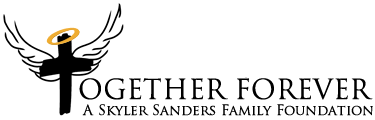 TOGETHER FOREVER
A SKYLER SANDERS FAMILY FOUNDATION